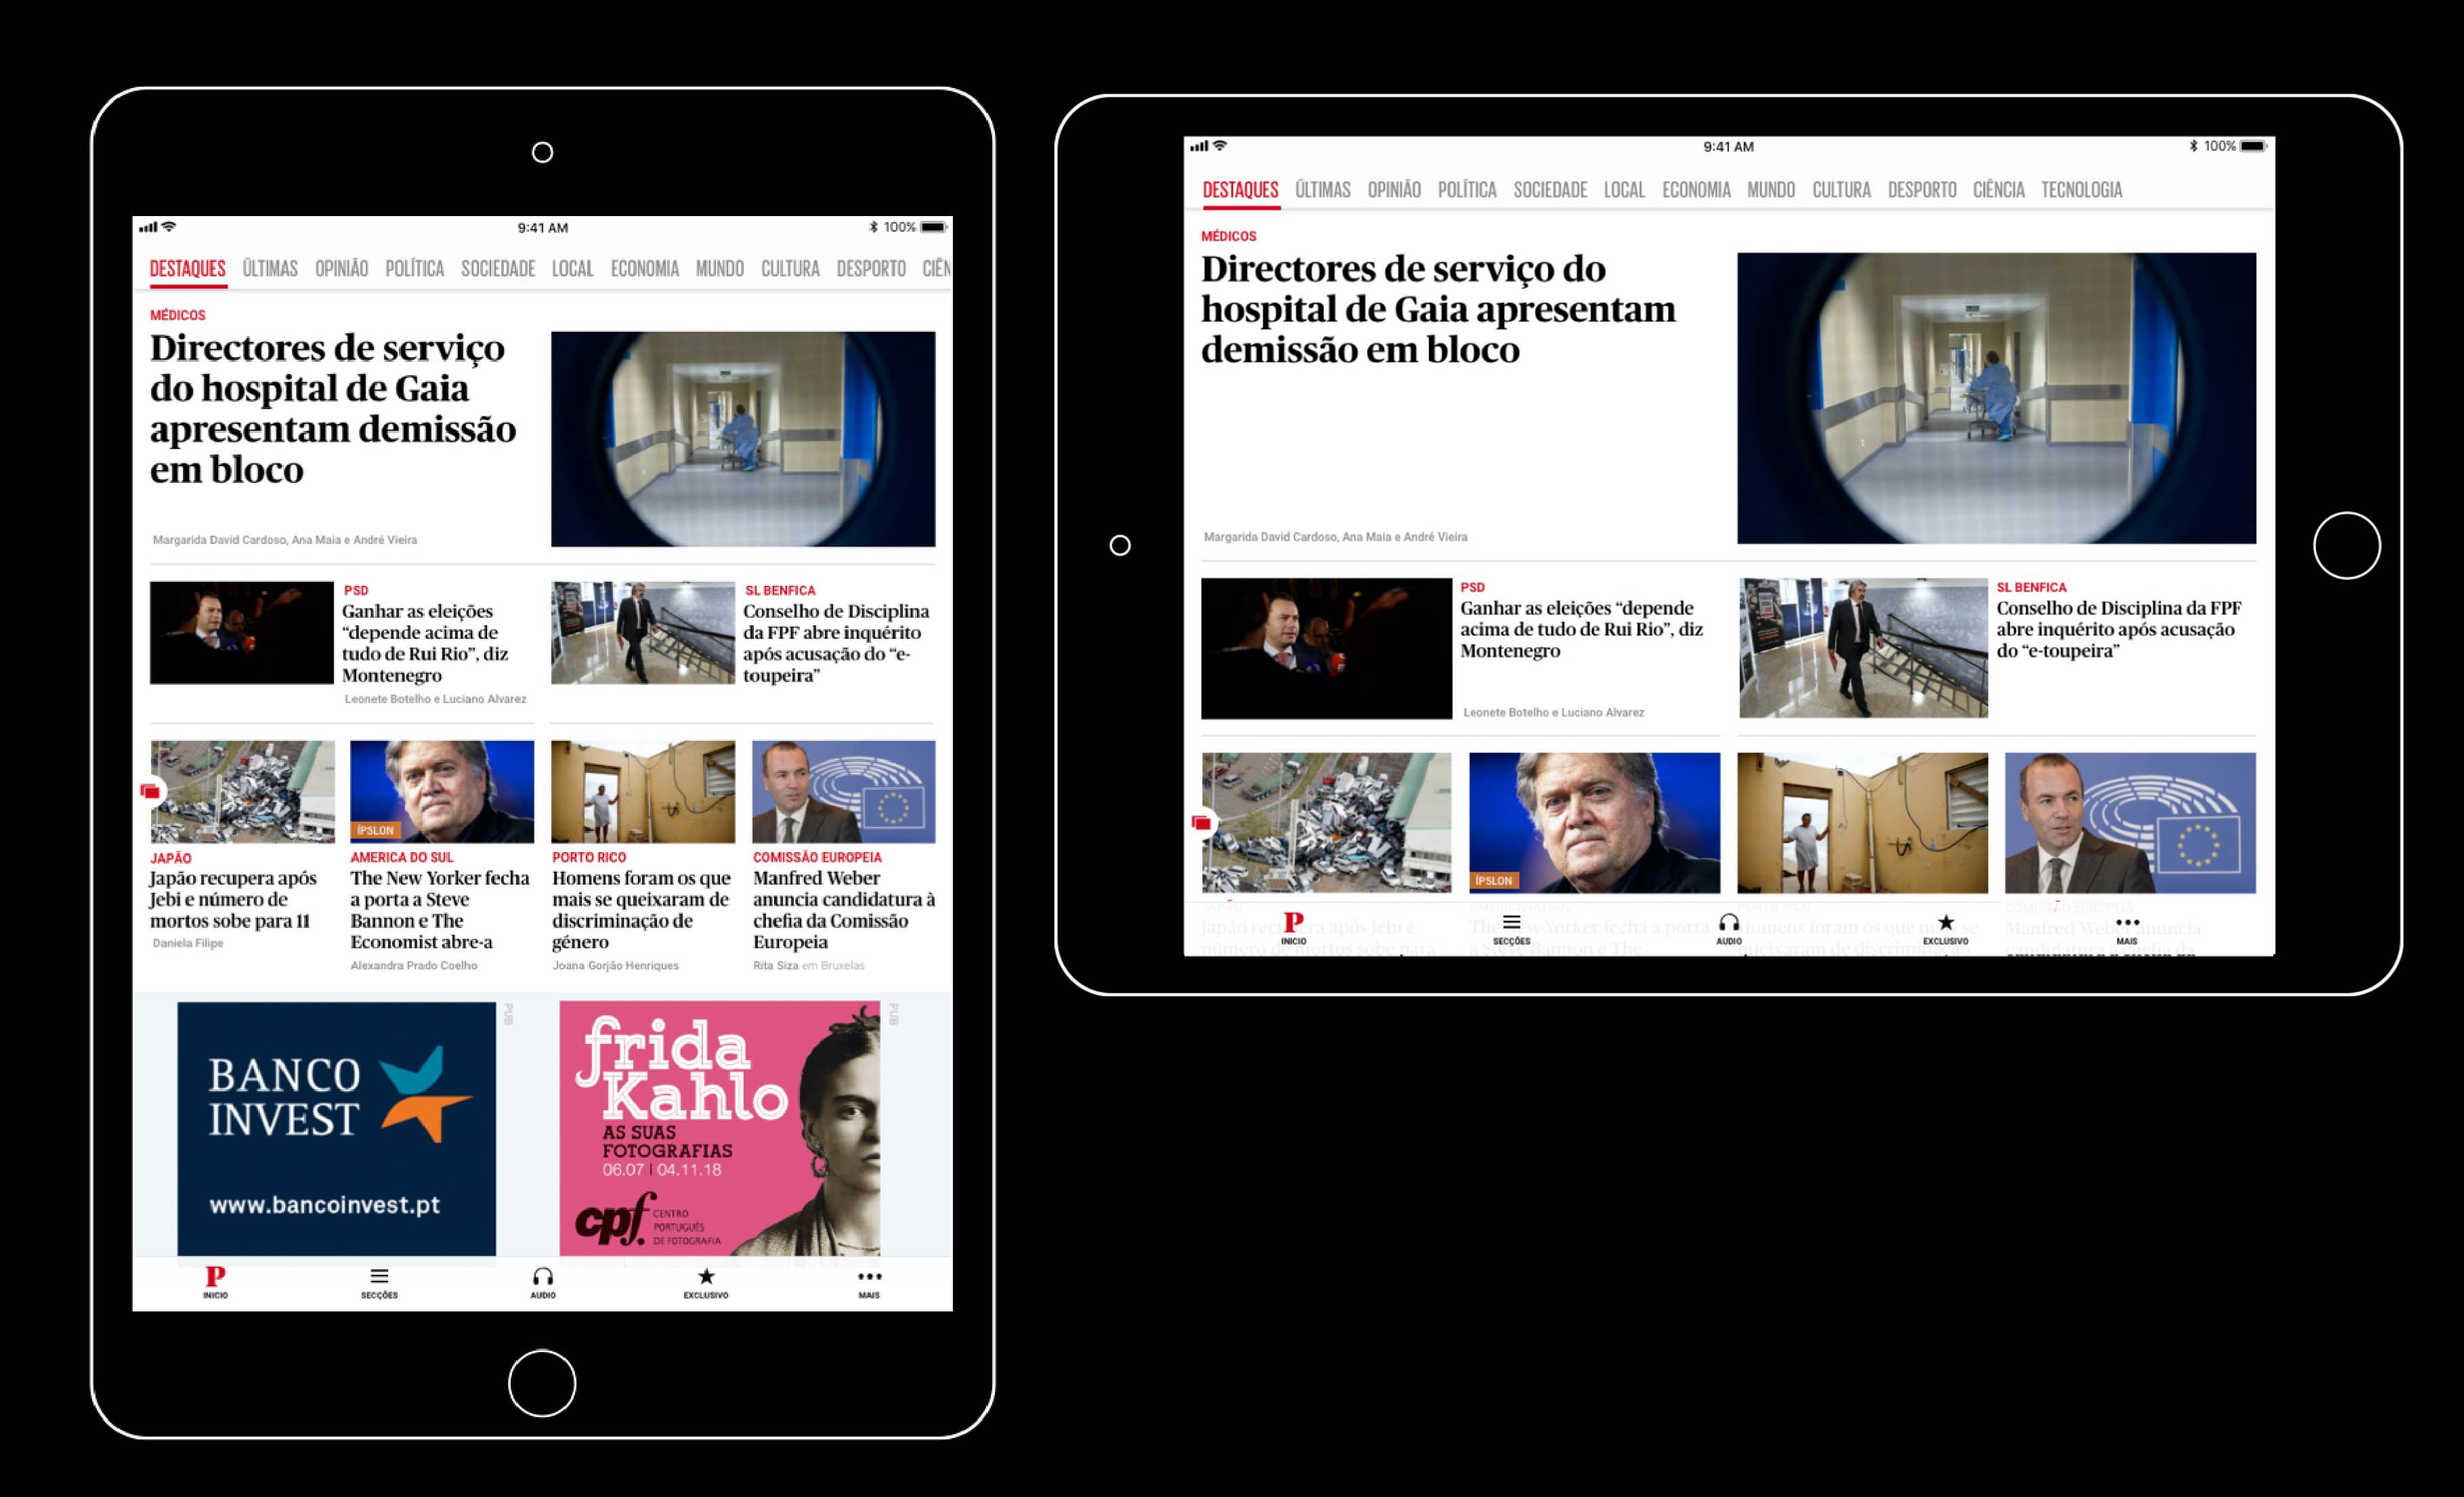 9:41 AM
100%
DESTAQUES ÚLTIMAS OPINIÃO POLÍTICA SOCIEDADE LOCAL ECONOMIA MUNDO CULTURA DESPORTO CIÊN
MÉDICOS
Directores de serviço
do hospital de Gaia
apresentam demissão
em bloco
Margarida David Cardoso, Ana Maia e André Vieira
PSD
Ganhar as eleições
“depende acima de
tudo de Rui Rio”, diz
Montenegro
Leonete Botelho e Luciano Alvarez
SL BENFICA
Conselho de Disciplina
da FPF abre inquérito
após acusação do “e-
toupeira”
ÍPSLON
JAPÃO
Japão recupera após
Jebi e número de
mortos sobe para 11
Daniela Filipe
AMERICA DO SUL
The New Yorker fecha
a porta a Steve
Bannon e The
Economist abre-a
Alexandra Prado Coelho
PORTO RICO
Homens foram os que
mais se queixaram de
discriminação de
género
Joana Gorjão Henriques
COMISSÃO EUROPEIA
Manfred Weber
anuncia candidatura à
chefia da Comissão
Europeia
Rita Siza em Bruxelas
BANCO
INVEST
www.bancoinvest.pt
PUB
frida
Kahlo
AS SUAS
FOTOGRAFIAS
06.07 | 04.11.18
cpf.
CENTRO
PORTUGUÊS
DE FOTOGRAFIA
PUB
P
INICIO
SECÇÕES
AUDIO
EXCLUSIVO
MAIS
9:41 AM
100%
DESTAQUES ÚLTIMAS OPINIÃO POLÍTICA SOCIEDADE LOCAL ECONOMIA MUNDO CULTURA DESPORTO CIÊNCIA TECNOLOGIA
MÉDICOS
Directores de serviço do
hospital de Gaia apresentam
demissão em bloco
Margarida David Cardoso, Ana Maia e André Vieira
PSD
Ganhar as eleições “depende
acima de tudo de Rui Rio”, diz
Montenegro
Leonete Botelho e Luciano Alvarez
SL BENFICA
Conselho de Disciplina da FPF
abre inquérito após acusação
do “e-toupeira”
ÍPSLON
P
INICIO
SECÇÕES
AUDIO
EXCLUSIVO
MAIS